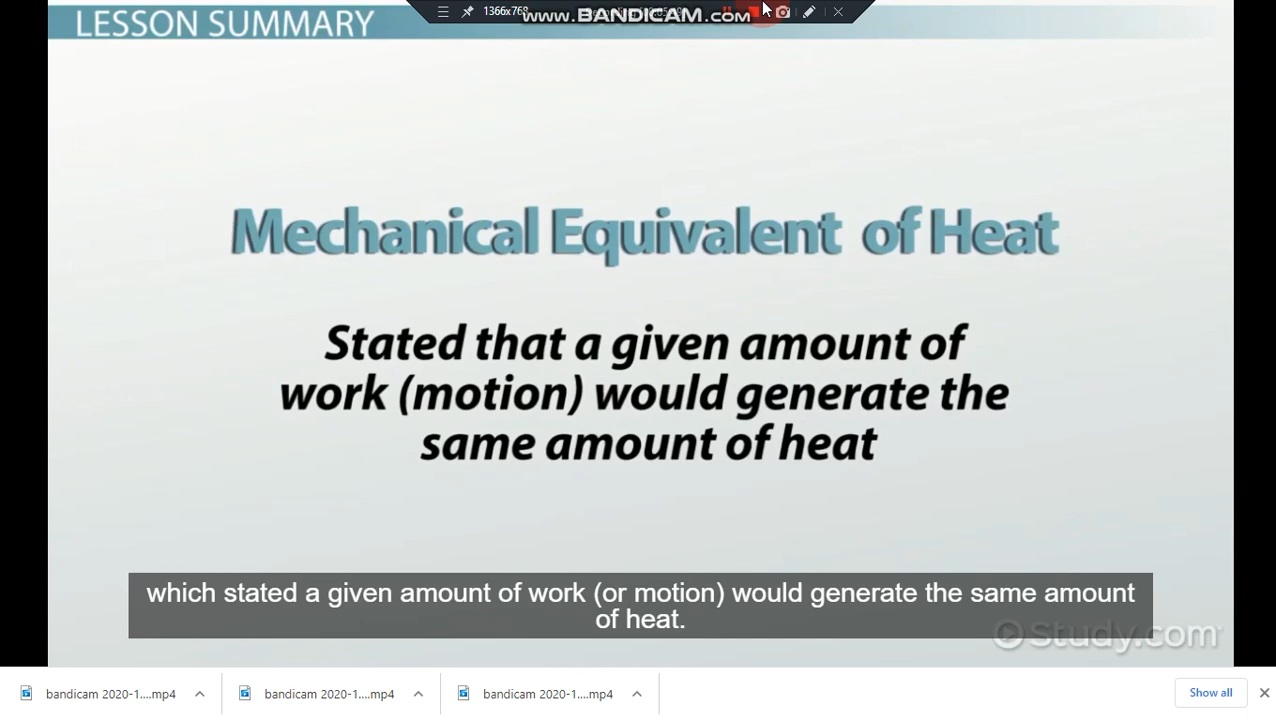 LESSON SUMMARY
1366x768
www.BANDICAM.com
Mechanical Equivalent of Heat
Stated that a given amount of
work (motion) would generate the
same amount of heat
which stated a given amount of work (or motion) would generate the same amount
of heat.
Study.com
bandicam 2020-1....mp4
bandicam 2020-1....mp4
bandicam 2020-1....mp4
Show all